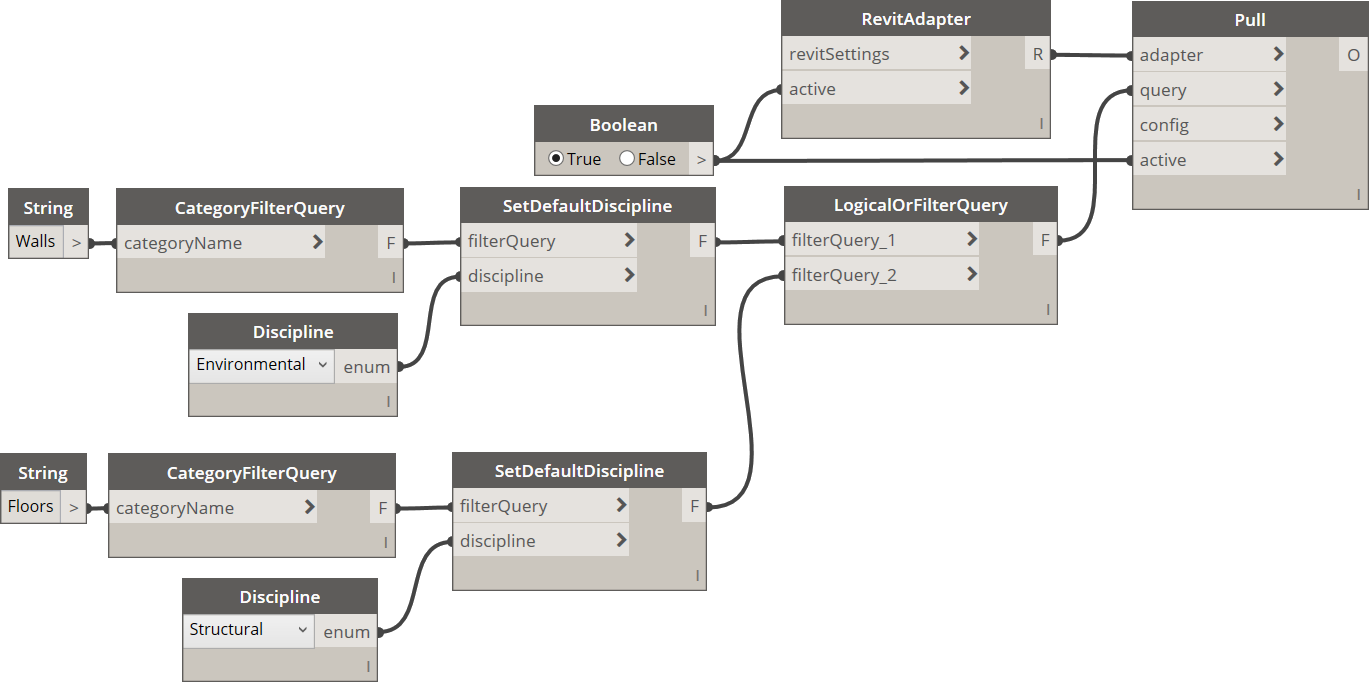 RevitAdapter
revitSettings > R
active >
I
Pull
adapter > O
query >
config >
active >
I
Boolean
True False >
String
Walls >
CategoryFilterQuery
categoryName > F
I
SetDefaultDiscipline
filterQuery > F
discipline >
I
LogicalOrFilterQuery
filterQuery_1 > F
filterQuery_2 >
I
Discipline
Environmental enum
I
String
Floors >
CategoryFilterQuery
categoryName > F
I
SetDefaultDiscipline
filterQuery > F
discipline >
I
Discipline
Structural enum
I